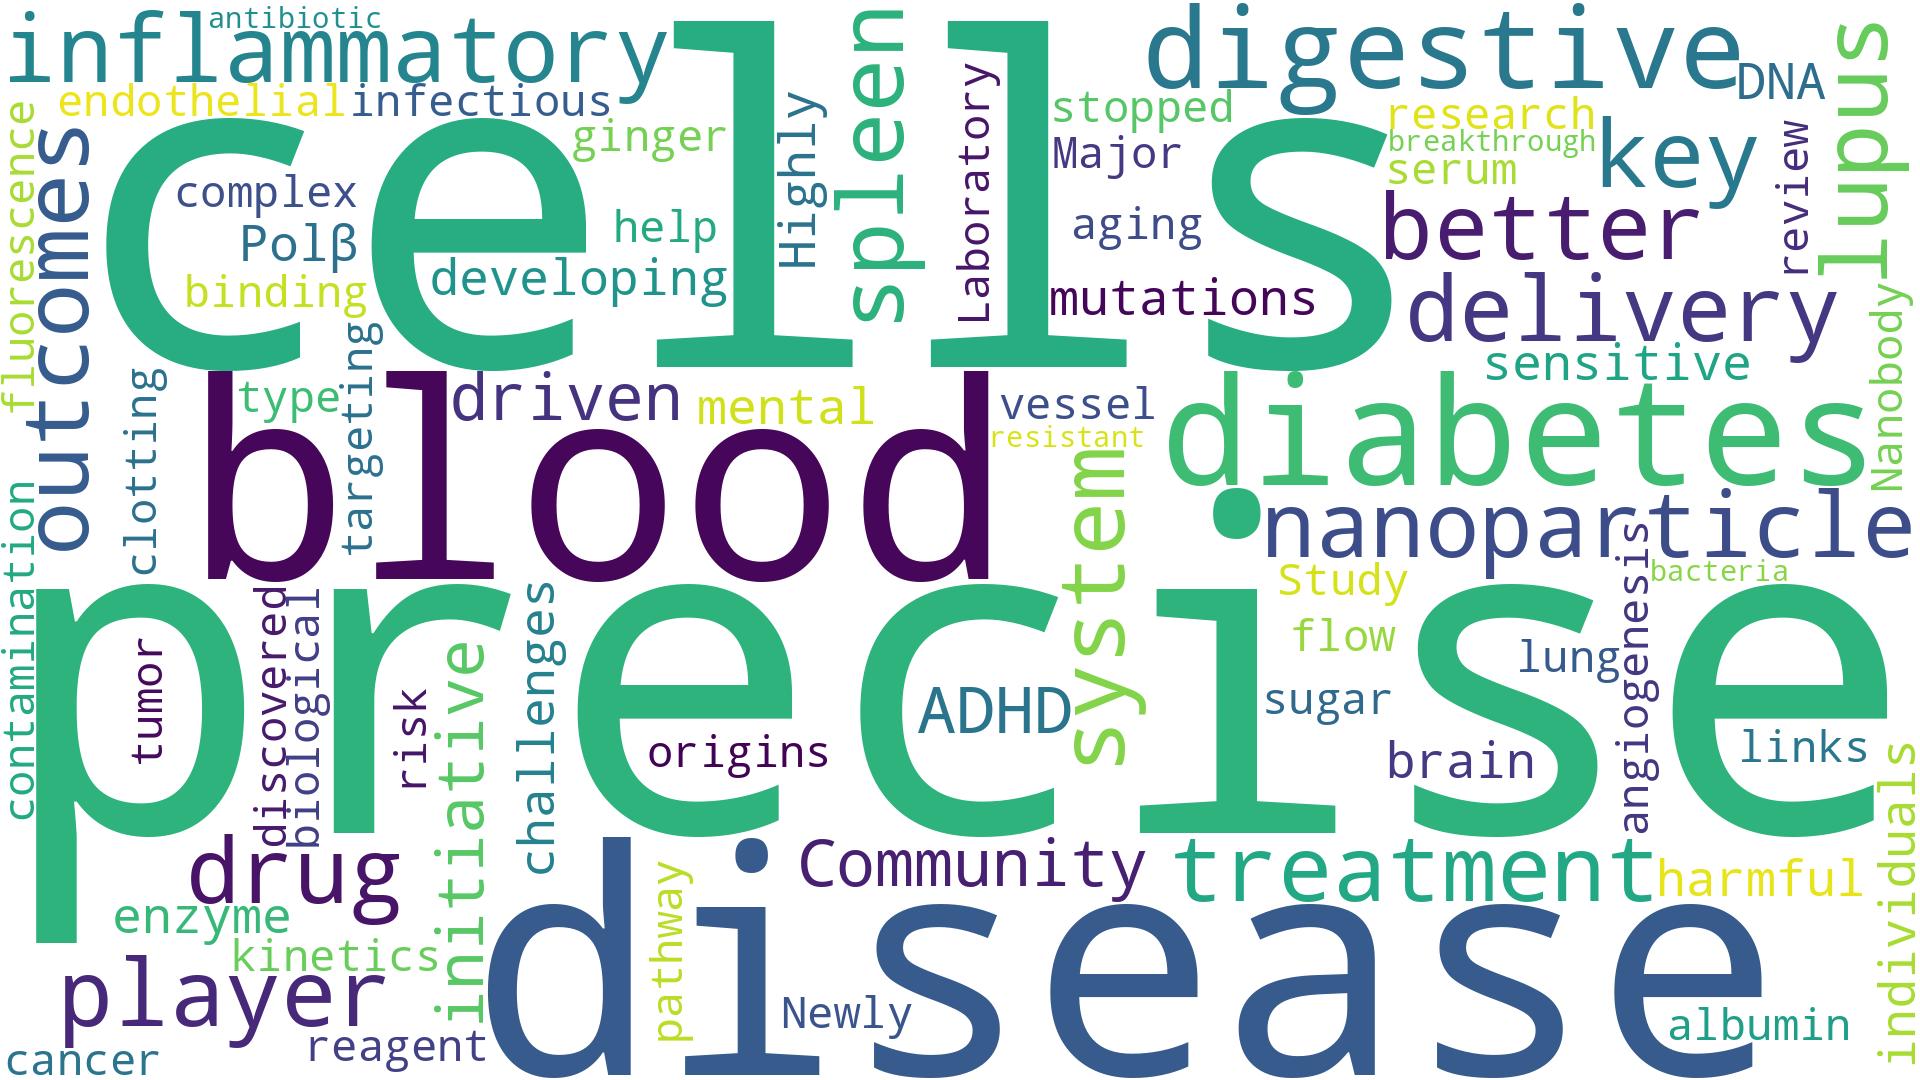 antibiotic
inflammatory
digestive
DNA
endothelial
infectious
fluorescence
outcomes
cells
ginger
Highly
spleen
Laboratory
stopped
Major
research
breakthrough
serum
key
review
lupus
complex
Polβ
binding
help
developing
aging
mutations
better
delivery
sensitive
Nanobody
clotting
type
targeting
driven
mental
vessel
resistant
blood
diabetes
system
nanoparticle
contamination
precise
tumor
discovered
biological
risk
initiative
challenges
origins
ADHD
Study
flow
sugar
brain
lung
angiogenesis
bacteria
links
individuals
drug
enzyme
kinetics
player
reagent
cancer
Community
treatment
harmful
pathway
disease
Newly
albumin